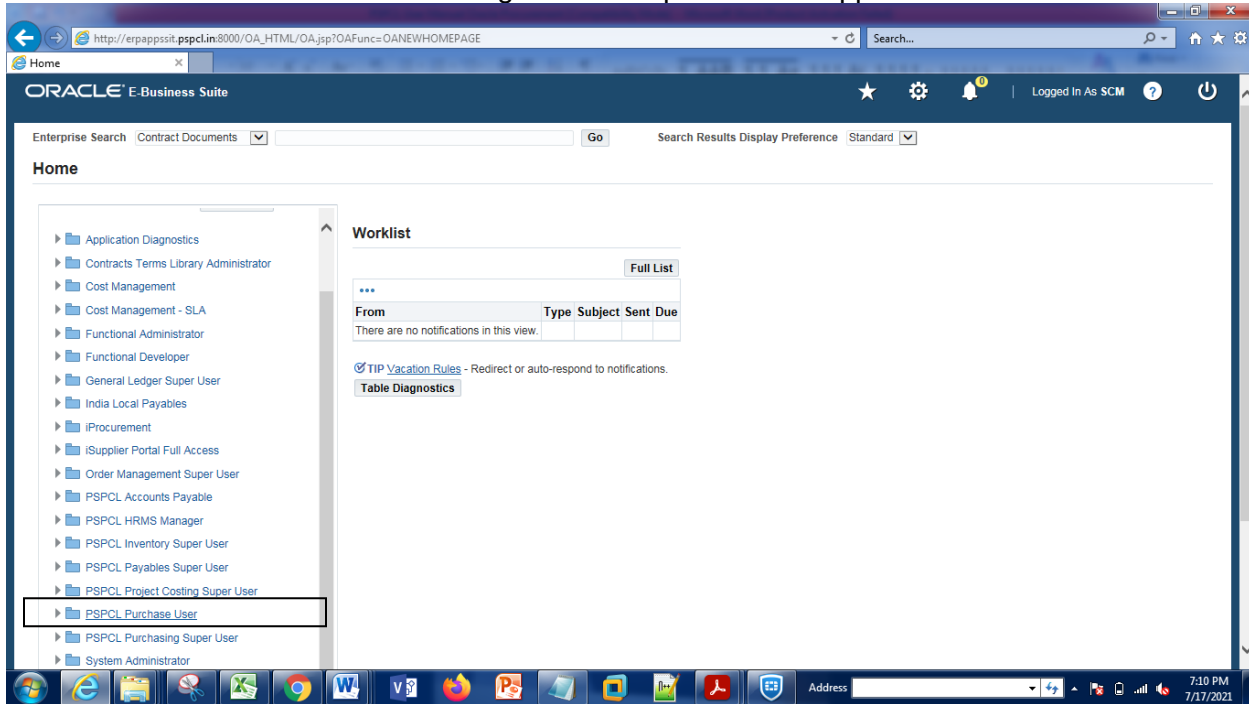 http://erpappssit.pspcl.in:8000/OA_HTML/OA.jsp?OAFunc=OANEWHOMEPAGE
Search...
Home
ORACLE E-Business Suite
0
Logged In As SCM
?
Enterprise Search Contract Documents
Go
Search Results Display Preference Standard
Home
Application Diagnostics
Contracts Terms Library Administrator
Cost Management
Cost Management - SLA
Functional Administrator
Functional Developer
General Ledger Super User
India Local Payables
iProcurement
iSupplier Portal Full Access
Order Management Super User
PSPCL Accounts Payable
PSPCL HRMS Manager
PSPCL Inventory Super User
PSPCL Payables Super User
PSPCL Project Costing Super User
PSPCL Purchase User
PSPCL Purchasing Super User
System Administrator
Worklist
Full List
From Type Subject Sent Due
There are no notifications in this view.
TIP Vacation Rules - Redirect or auto-respond to notifications.
Table Diagnostics
Address
7:10 PM
7/17/2021